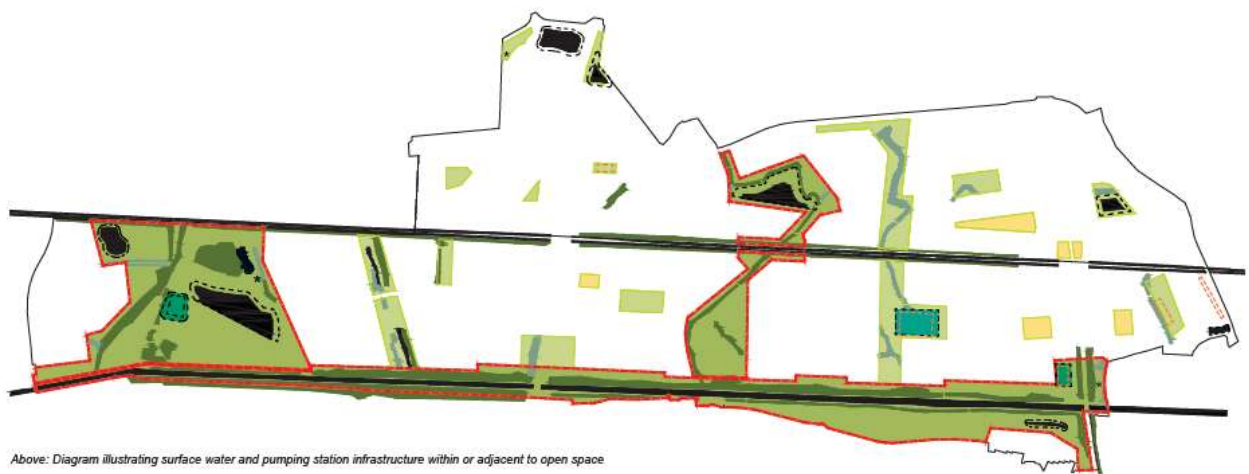 Above: Diagram illustrating surface water and pumping station infrastructure within or adjacent to open space